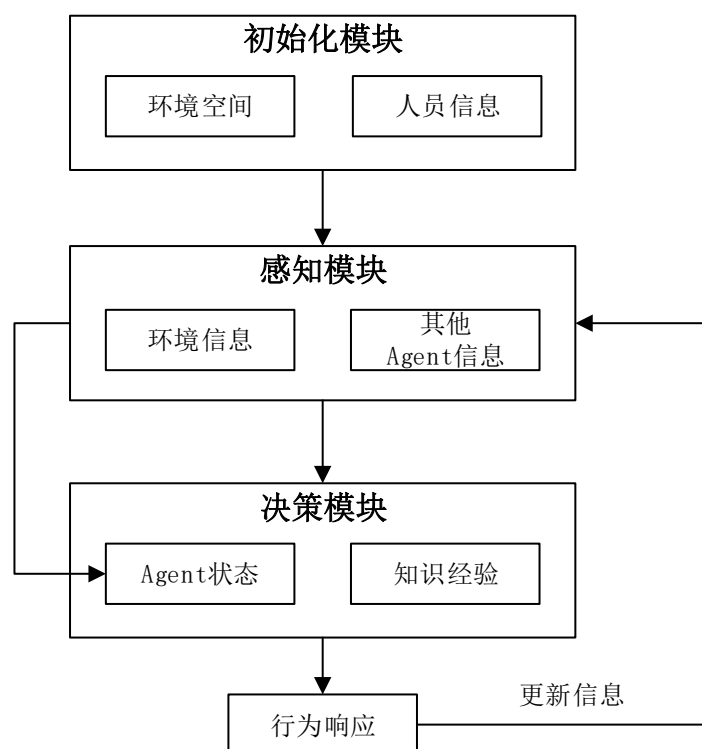 初始化模块
环境空间
人员信息
感知模块
环境信息
其他
Agent信息
决策模块
Agent状态
知识经验
更新信息
行为响应